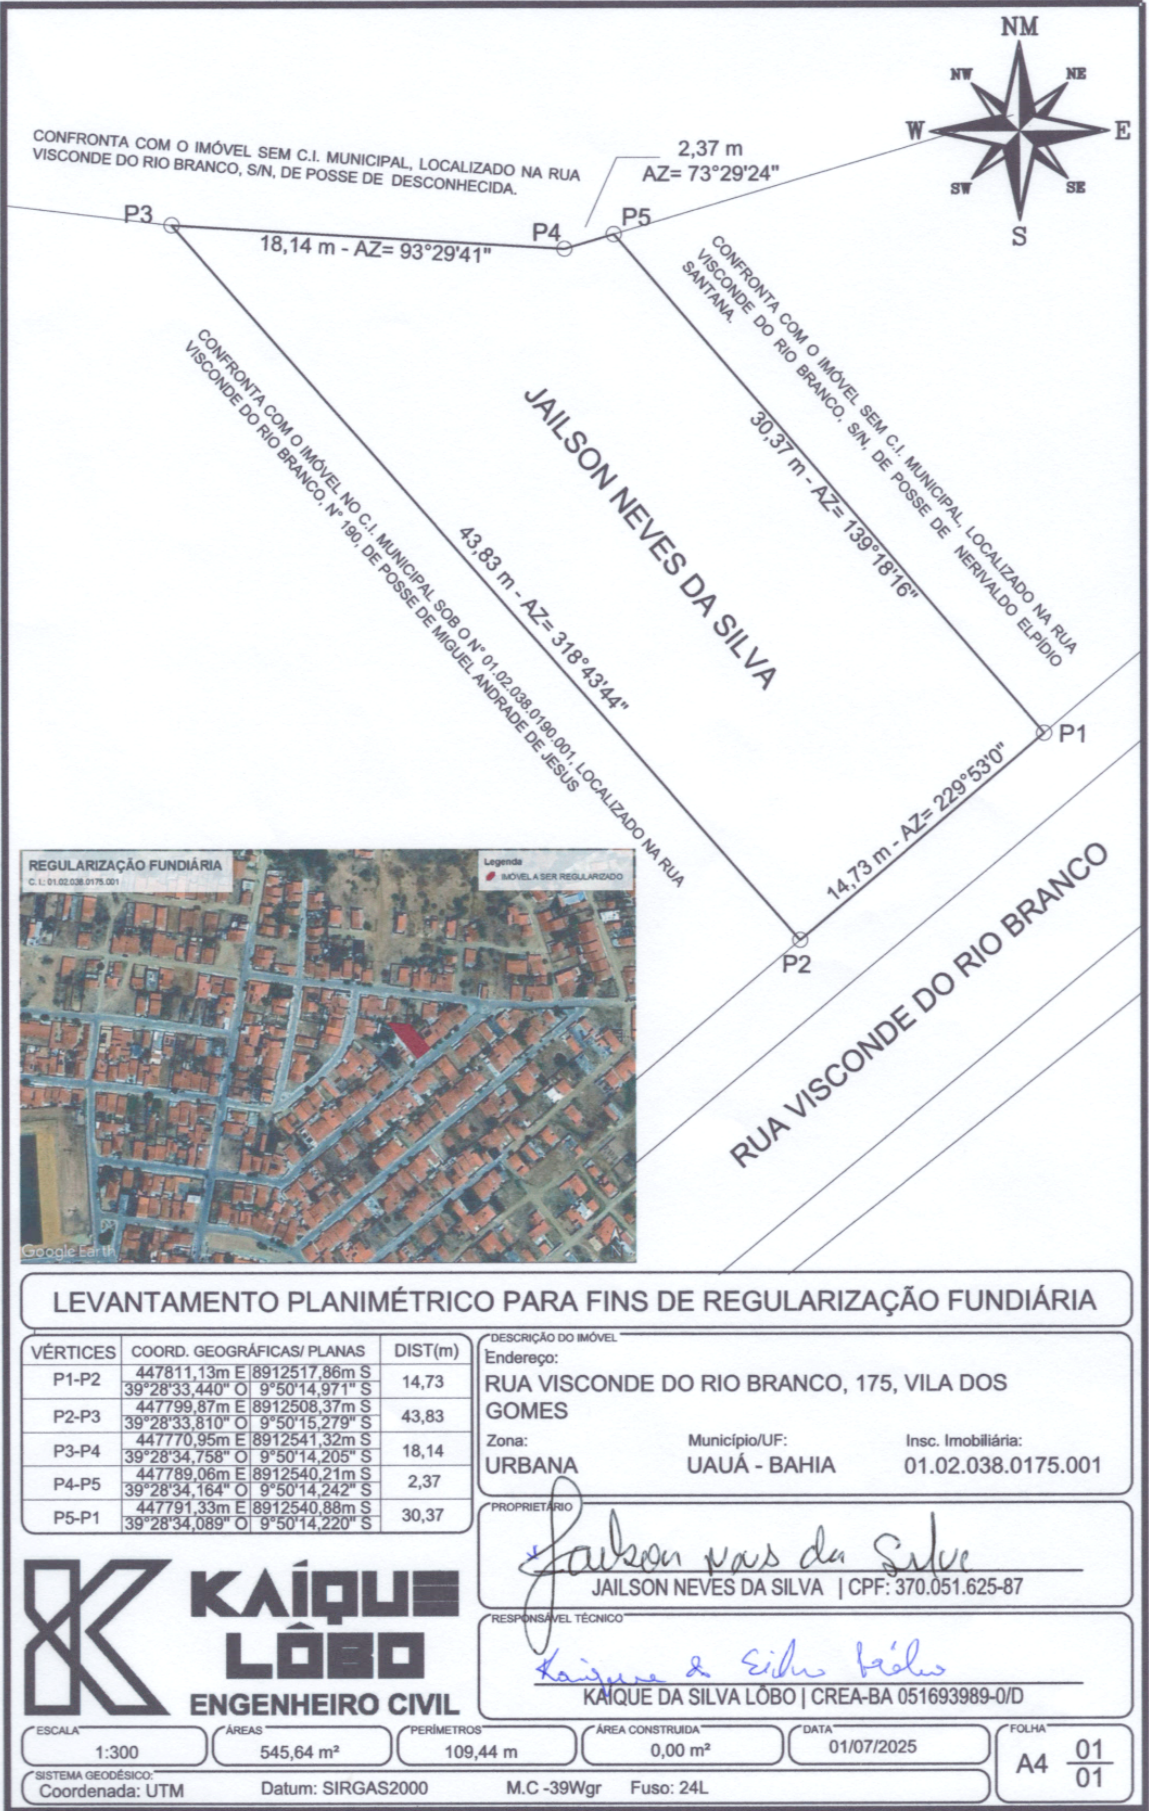 NM
NW
NE
W
E
SW
SE
S
CONFRONTA COM O IMÓVEL SEM C.I. MUNICIPAL, LOCALIZADO NA RUA
VISCONDE DO RIO BRANCO, S/N, DE POSSE DE DESCONHECIDA.
2,37 m
AZ= 73°29'24"
P3
P4
P5
18,14 m - AZ= 93°29'41"
CONFRONTA COM O IMÓVEL SEM C.I. MUNICIPAL, LOCALIZADO NA RUA
VISCONDE DO RIO BRANCO, S/N, DE POSSE DE NERIVALDO ELPÍDIO
SANTANA.
30,37 m - AZ= 139°18'16"
JAILSON NEVES DA SILVA
CONFRONTA COM O IMÓVEL NO C.I. MUNICIPAL SOB O N° 01.02.038.0190.001, LOCALIZADO NA RUA
VISCONDE DO RIO BRANCO, N° 190, DE POSSE DE MIGUEL ANDRADE DE JESUS
43,83 m - AZ= 318°43'44"
P1
14,73 m - AZ= 229°53'0"
P2
RUA VISCONDE DO RIO BRANCO
REGULARIZAÇÃO FUNDIÁRIA
C. I.: 01.02.038.0175.001
Legenda
IMÓVEL A SER REGULARIZADO
Google Earth
LEVANTAMENTO PLANIMÉTRICO PARA FINS DE REGULARIZAÇÃO FUNDIÁRIA
VÉRTICES COORD. GEOGRÁFICAS/ PLANAS DIST(m)
P1-P2 447811,13m E 8912517,86m S 14,73
39°28'33,440" O 9°50'14,971" S
P2-P3 447799,87m E 8912508,37m S 43,83
39°28'33,810" O 9°50'15,279" S
P3-P4 447770,95m E 8912541,32m S 18,14
39°28'34,758" O 9°50'14,205" S
P4-P5 447789,06m E 8912540,21m S 2,37
39°28'34,164" O 9°50'14,242" S
P5-P1 447791,33m E 8912540,88m S 30,37
39°28'34,089" O 9°50'14,220" S
DESCRIÇÃO DO IMÓVEL
Endereço:
RUA VISCONDE DO RIO BRANCO, 175, VILA DOS
GOMES
Zona: Município/UF: Insc. Imobiliária:
URBANA UAUÁ - BAHIA 01.02.038.0175.001
PROPRIETÁRIO
JAILSON NEVES DA SILVA | CPF: 370.051.625-87
RESPONSÁVEL TÉCNICO
KAÍQUE DA SILVA LÔBO | CREA-BA 051693989-0/D
KAÍQUE
LÔBO
ENGENHEIRO CIVIL
ESCALA
1:300
ÁREAS
545,64 m²
PERÍMETROS
109,44 m
ÁREA CONSTRUIDA
0,00 m²
DATA
01/07/2025
FOLHA
A4 01
01
SISTEMA GEODÉSICO:
Coordenada: UTM Datum: SIRGAS2000 M.C -39Wgr Fuso: 24L